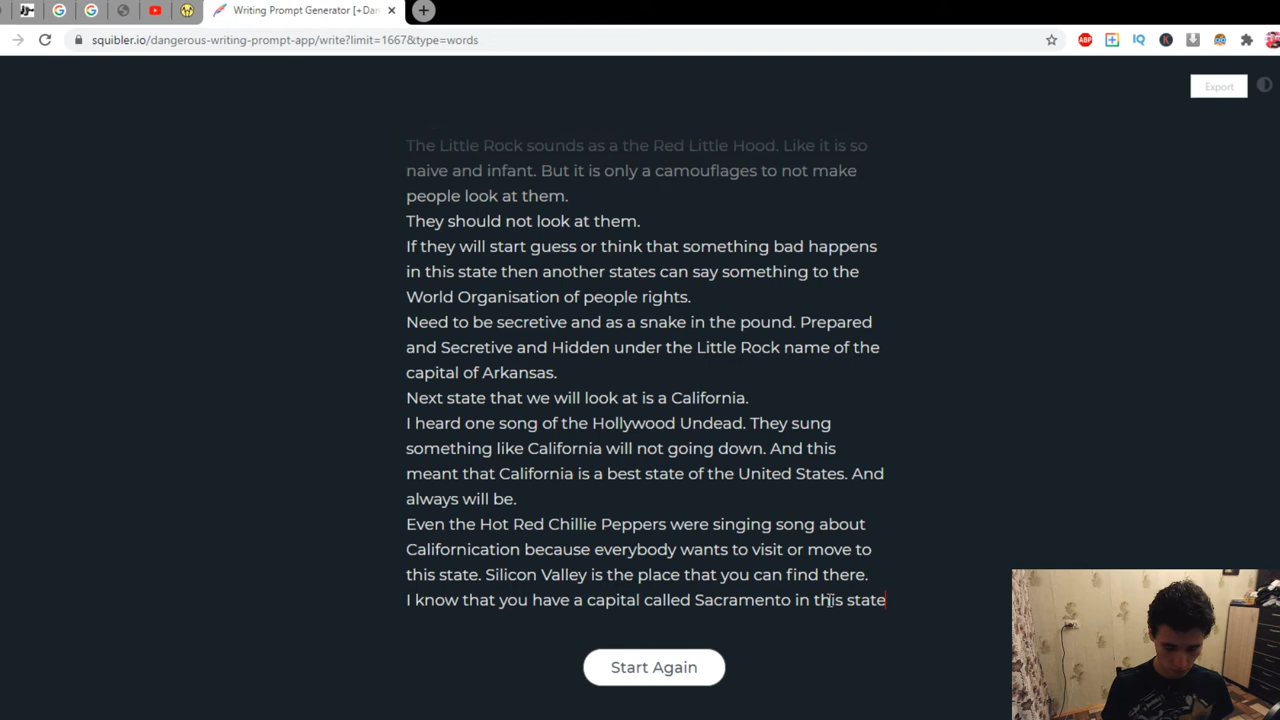 Writing Prompt Generator [+Dan
squibler.io/dangerous-writing-prompt-app/write?limit=1667&type=words
ABP
IQ
K
Export
The Little Rock sounds as a the Red Little Hood. Like it is so
naive and infant. But it is only a camouflages to not make
people look at them.
They should not look at them.
If they will start guess or think that something bad happens
in this state then another states can say something to the
World Organisation of people rights.
Need to be secretive and as a snake in the pound. Prepared
and Secretive and Hidden under the Little Rock name of the
capital of Arkansas.
Next state that we will look at is a California.
I heard one song of the Hollywood Undead. They sung
something like California will not going down. And this
meant that California is a best state of the United States. And
always will be.
Even the Hot Red Chillie Peppers were singing song about
Californication because everybody wants to visit or move to
this state. Silicon Valley is the place that you can find there.
I know that you have a capital called Sacramento in this state
Start Again